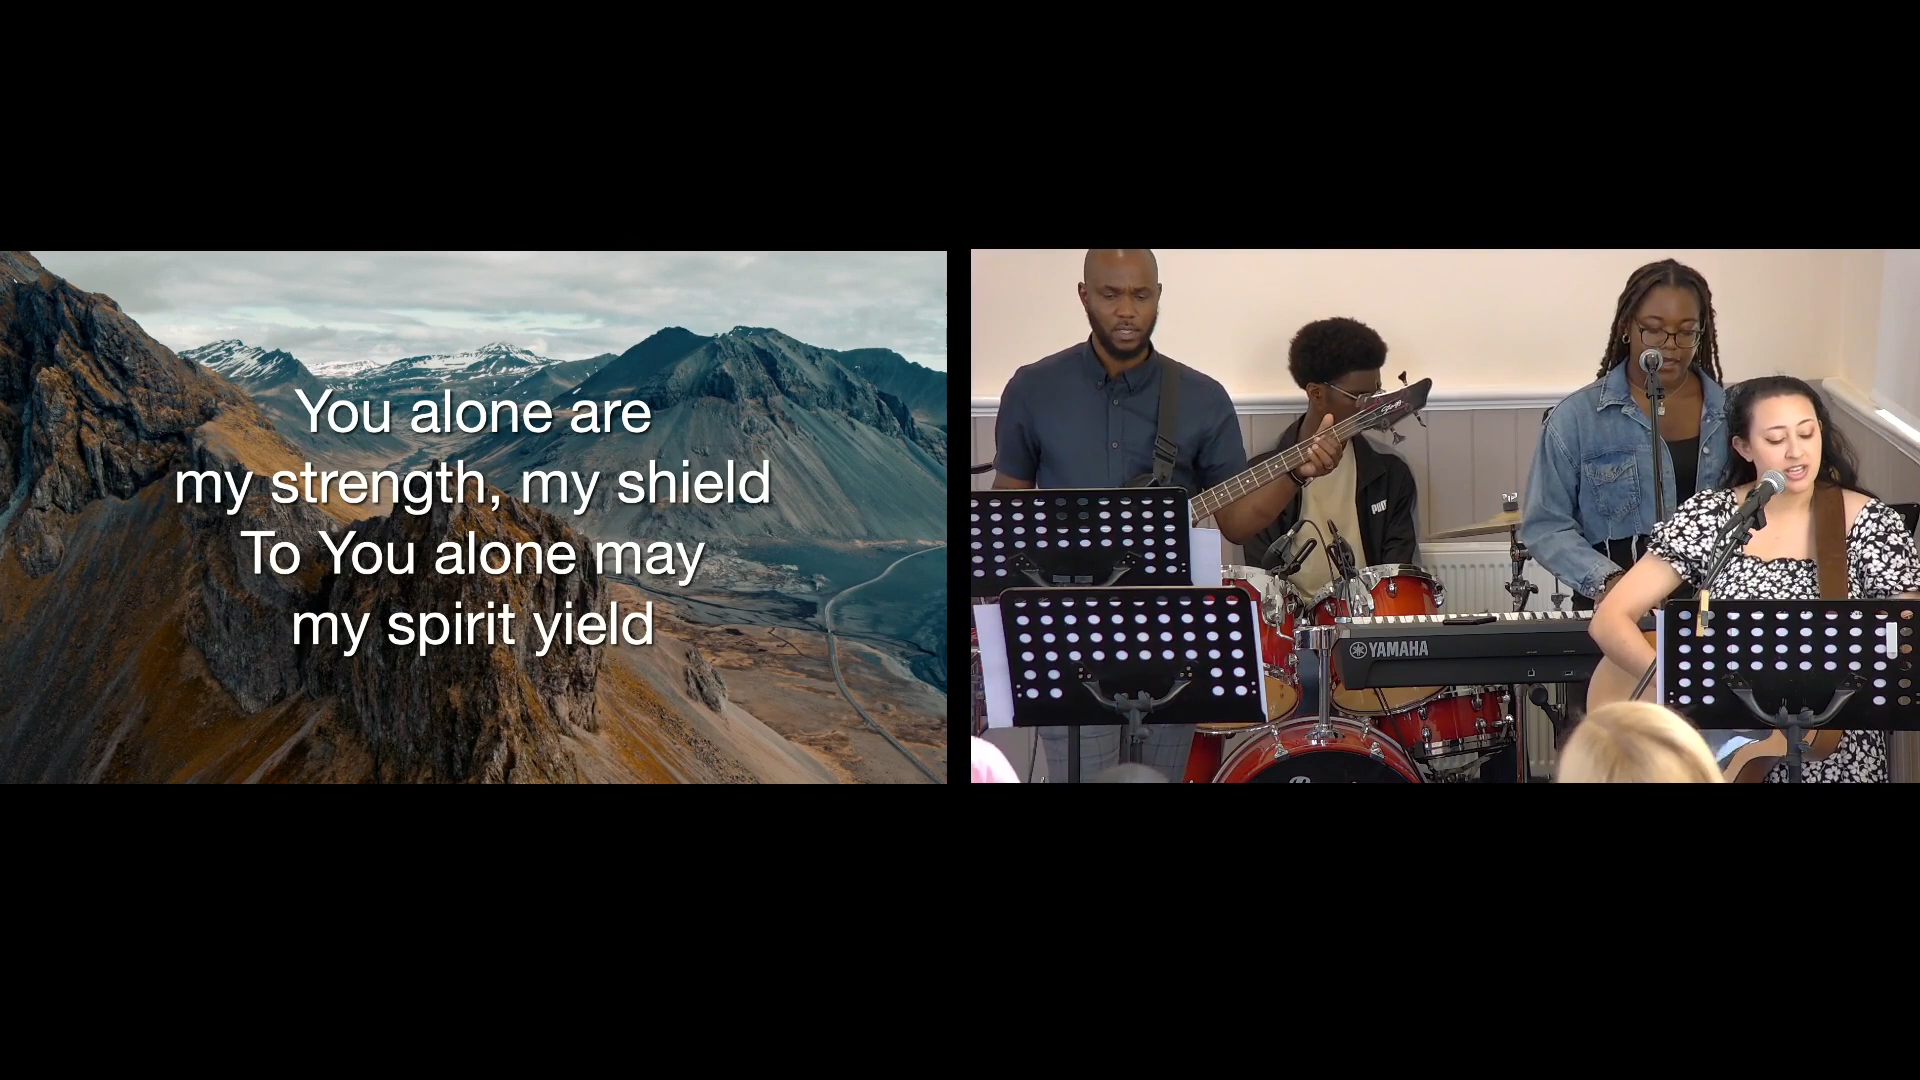 You alone are
my strength, my shield
To You alone may
my spirit yield
YAMAHA